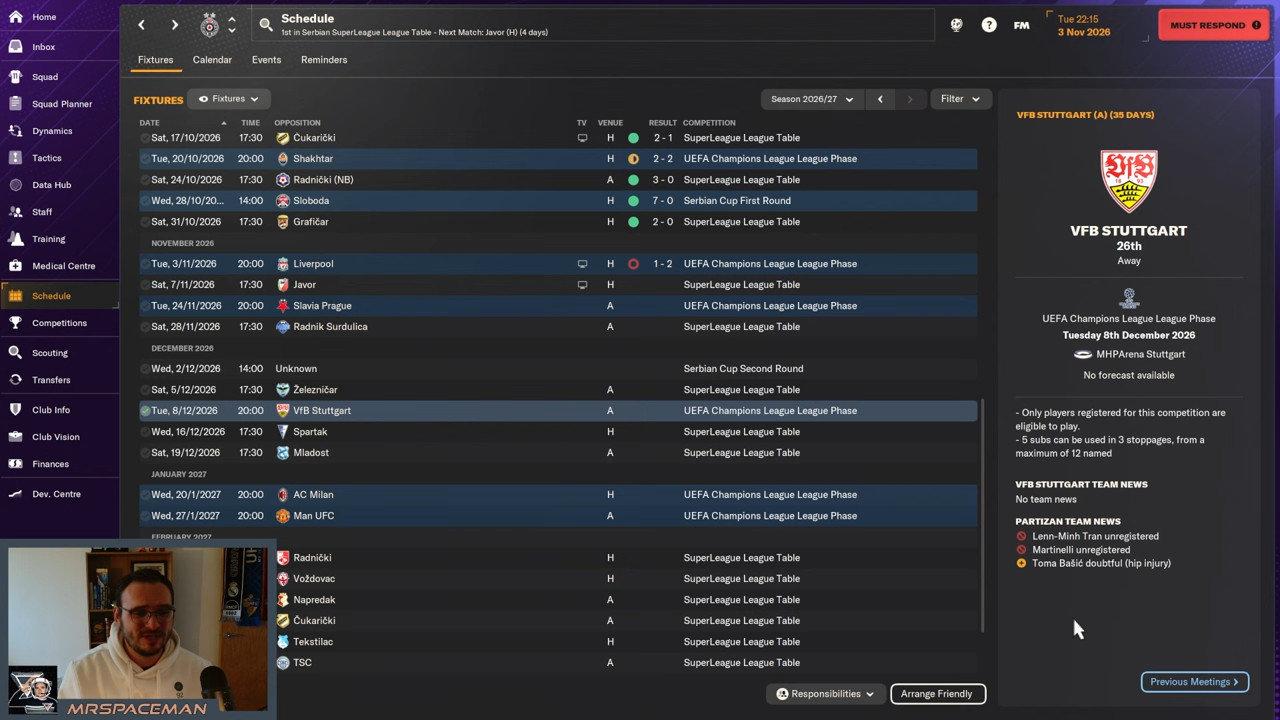 Home
Inbox
Squad
Squad Planner
Dynamics
Tactics
Data Hub
Staff
Training
Medical Centre
Schedule
Competitions
Scouting
Transfers
Club Info
Club Vision
Finances
Dev. Centre
Schedule
1st in Serbian SuperLeague League Table - Next Match: Javor (H) (4 days)
FM
Tue 22:15
3 Nov 2026
MUST RESPOND
Fixtures Calendar Events Reminders
FIXTURES Fixtures Season 2026/27 Filter
DATE TIME OPPOSITION TV VENUE RESULT COMPETITION
Sat, 17/10/2026 17:30 Čukarički H 2 - 1 SuperLeague League Table
Tue, 20/10/2026 20:00 Shakhtar H 2 - 2 UEFA Champions League League Phase
Sat, 24/10/2026 17:30 Radnički (NB) A 3 - 0 SuperLeague League Table
Wed, 28/10/20... 14:00 Sloboda H 7 - 0 Serbian Cup First Round
Sat, 31/10/2026 17:30 Grafičar H 2 - 0 SuperLeague League Table
NOVEMBER 2026
Tue, 3/11/2026 20:00 Liverpool H 1 - 2 UEFA Champions League League Phase
Sat, 7/11/2026 17:30 Javor H SuperLeague League Table
Tue, 24/11/2026 20:00 Slavia Prague A UEFA Champions League League Phase
Sat, 28/11/2026 17:30 Radnik Surdulica A SuperLeague League Table
DECEMBER 2026
Wed, 2/12/2026 14:00 Unknown Serbian Cup Second Round
Sat, 5/12/2026 17:30 Železničar A SuperLeague League Table
Tue, 8/12/2026 20:00 VfB Stuttgart A UEFA Champions League League Phase
Wed, 16/12/2026 17:30 Spartak H SuperLeague League Table
Sat, 19/12/2026 17:30 Mladost A SuperLeague League Table
JANUARY 2027
Wed, 20/1/2027 20:00 AC Milan H UEFA Champions League League Phase
Wed, 27/1/2027 20:00 Man UFC A UEFA Champions League League Phase
FEBRUARY 2027
Radnički H SuperLeague League Table
Voždovac H SuperLeague League Table
Napredak A SuperLeague League Table
Čukarički A SuperLeague League Table
Tekstilac H SuperLeague League Table
TSC A SuperLeague League Table
Responsibilities Arrange Friendly
VFB STUTTGART (A) (35 DAYS)
VfB
18 93
VFB STUTTGART
26th
Away
UEFA Champions League League Phase
Tuesday 8th December 2026
MHPArena Stuttgart
No forecast available
- Only players registered for this competition are
eligible to play.
- 5 subs can be used in 3 stoppages, from a
maximum of 12 named
VFB STUTTGART TEAM NEWS
No team news
PARTIZAN TEAM NEWS
Lenn-Minh Tran unregistered
Martinelli unregistered
Toma Bašić doubtful (hip injury)
Previous Meetings
MRSPACEMAN